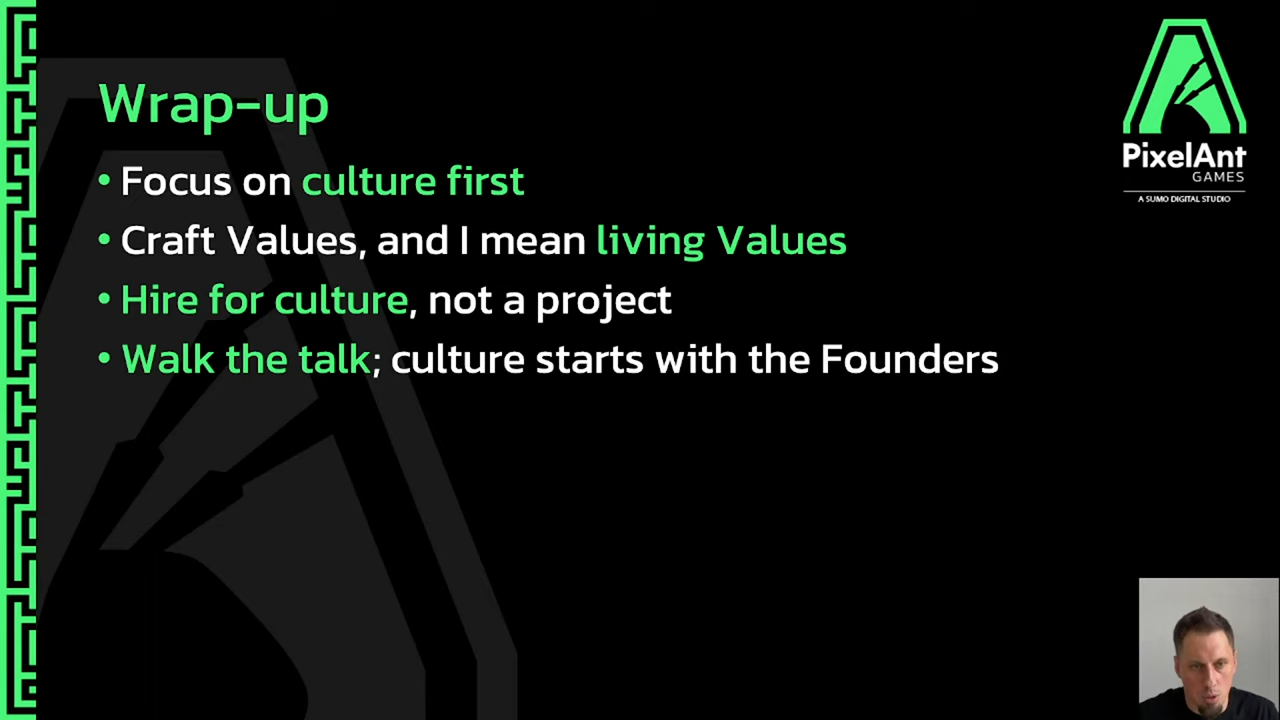 Wrap-up
• Focus on culture first
• Craft Values, and I mean living Values
• Hire for culture, not a project
• Walk the talk; culture starts with the Founders
PixelAnt
GAMES
A SUMO DIGITAL STUDIO